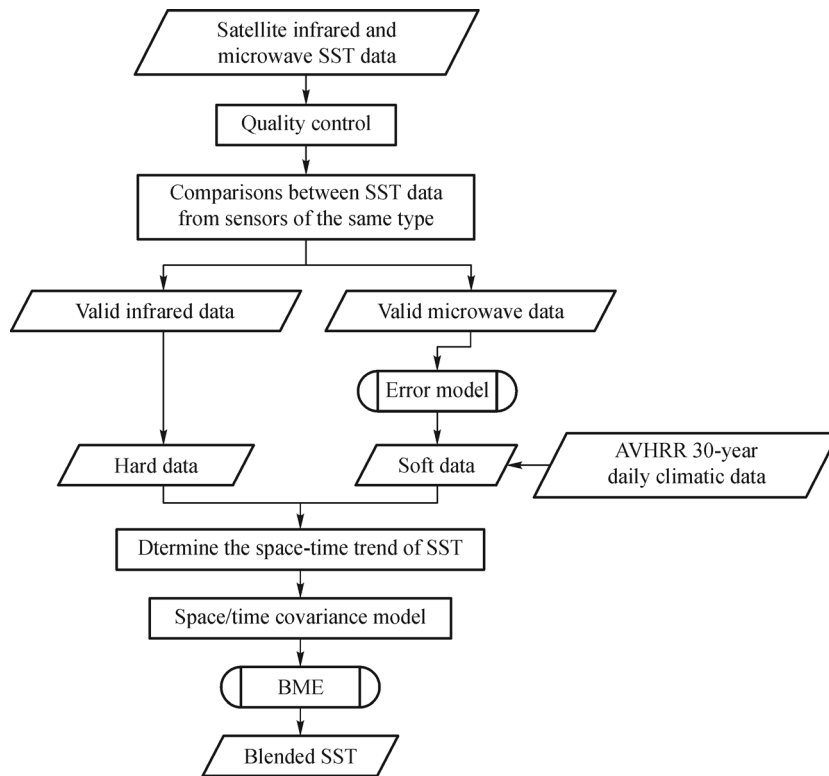 Satellite infrared and
microwave SST data
Quality control
Comparisons between SST data
from sensors of the same type
Valid infrared data
Valid microwave data
Error model
Hard data
Soft data
AVHRR 30-year
daily climatic data
Dtermine the space-time trend of SST
Space/time covariance model
BME
Blended SST